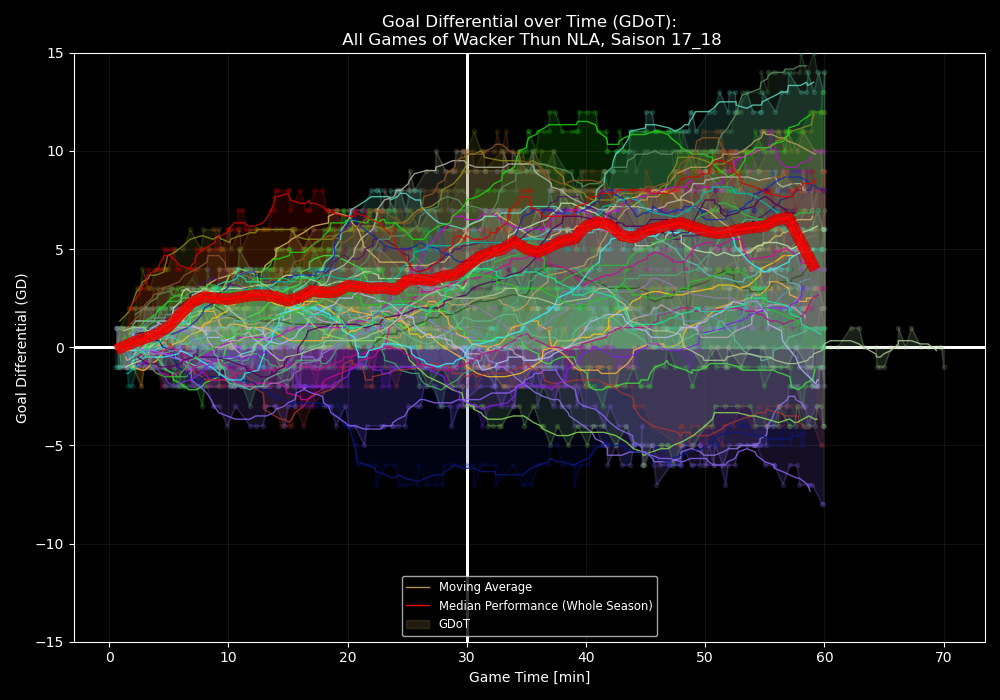 Goal Differential over Time (GDoT):
All Games of Wacker Thun NLA, Saison 17_18
15
10
5
0
−5
−10
−15
Goal Differential (GD)
0 10 20 30 40 50 60 70
Game Time [min]
Moving Average
Median Performance (Whole Season)
GDoT